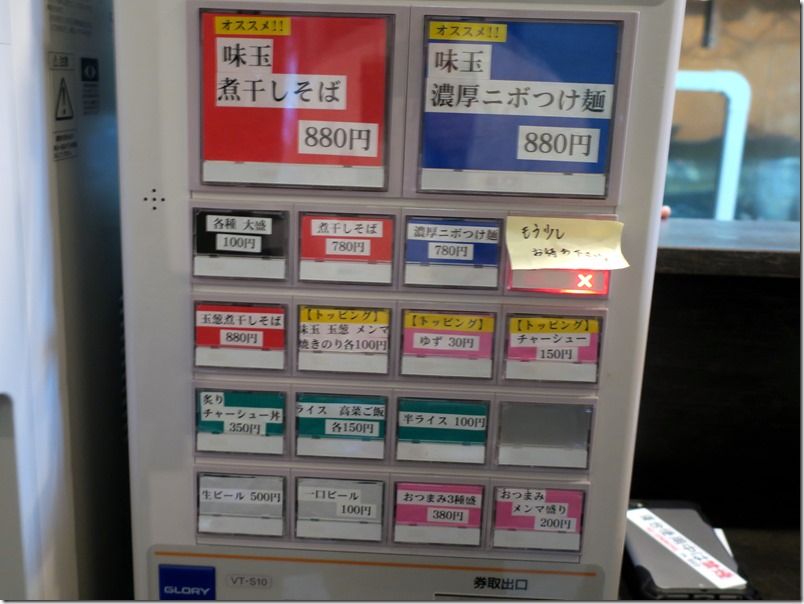 オススメ!!
味玉
煮干しそば
880円
オススメ!!
味玉
濃厚ニボつけ麺
880円
注意
各種 大盛
100円
煮干しそば
780円
濃厚ニボつけ麺
780円
もう少し
お待ち下さい。
玉葱煮干しそば
880円
【トッピング】
味玉 玉葱 メンマ
焼きのり各100円
【トッピング】
ゆず 30円
【トッピング】
チャーシュー
150円
炙り
チャーシュー丼
350円
ライス 高菜ご飯
各150円
半ライス 100円
生ビール 500円
一口ビール
100円
おつまみ3種盛
380円
おつまみ
メンマ盛り
200円
GLORY
VT-S10
券取出口